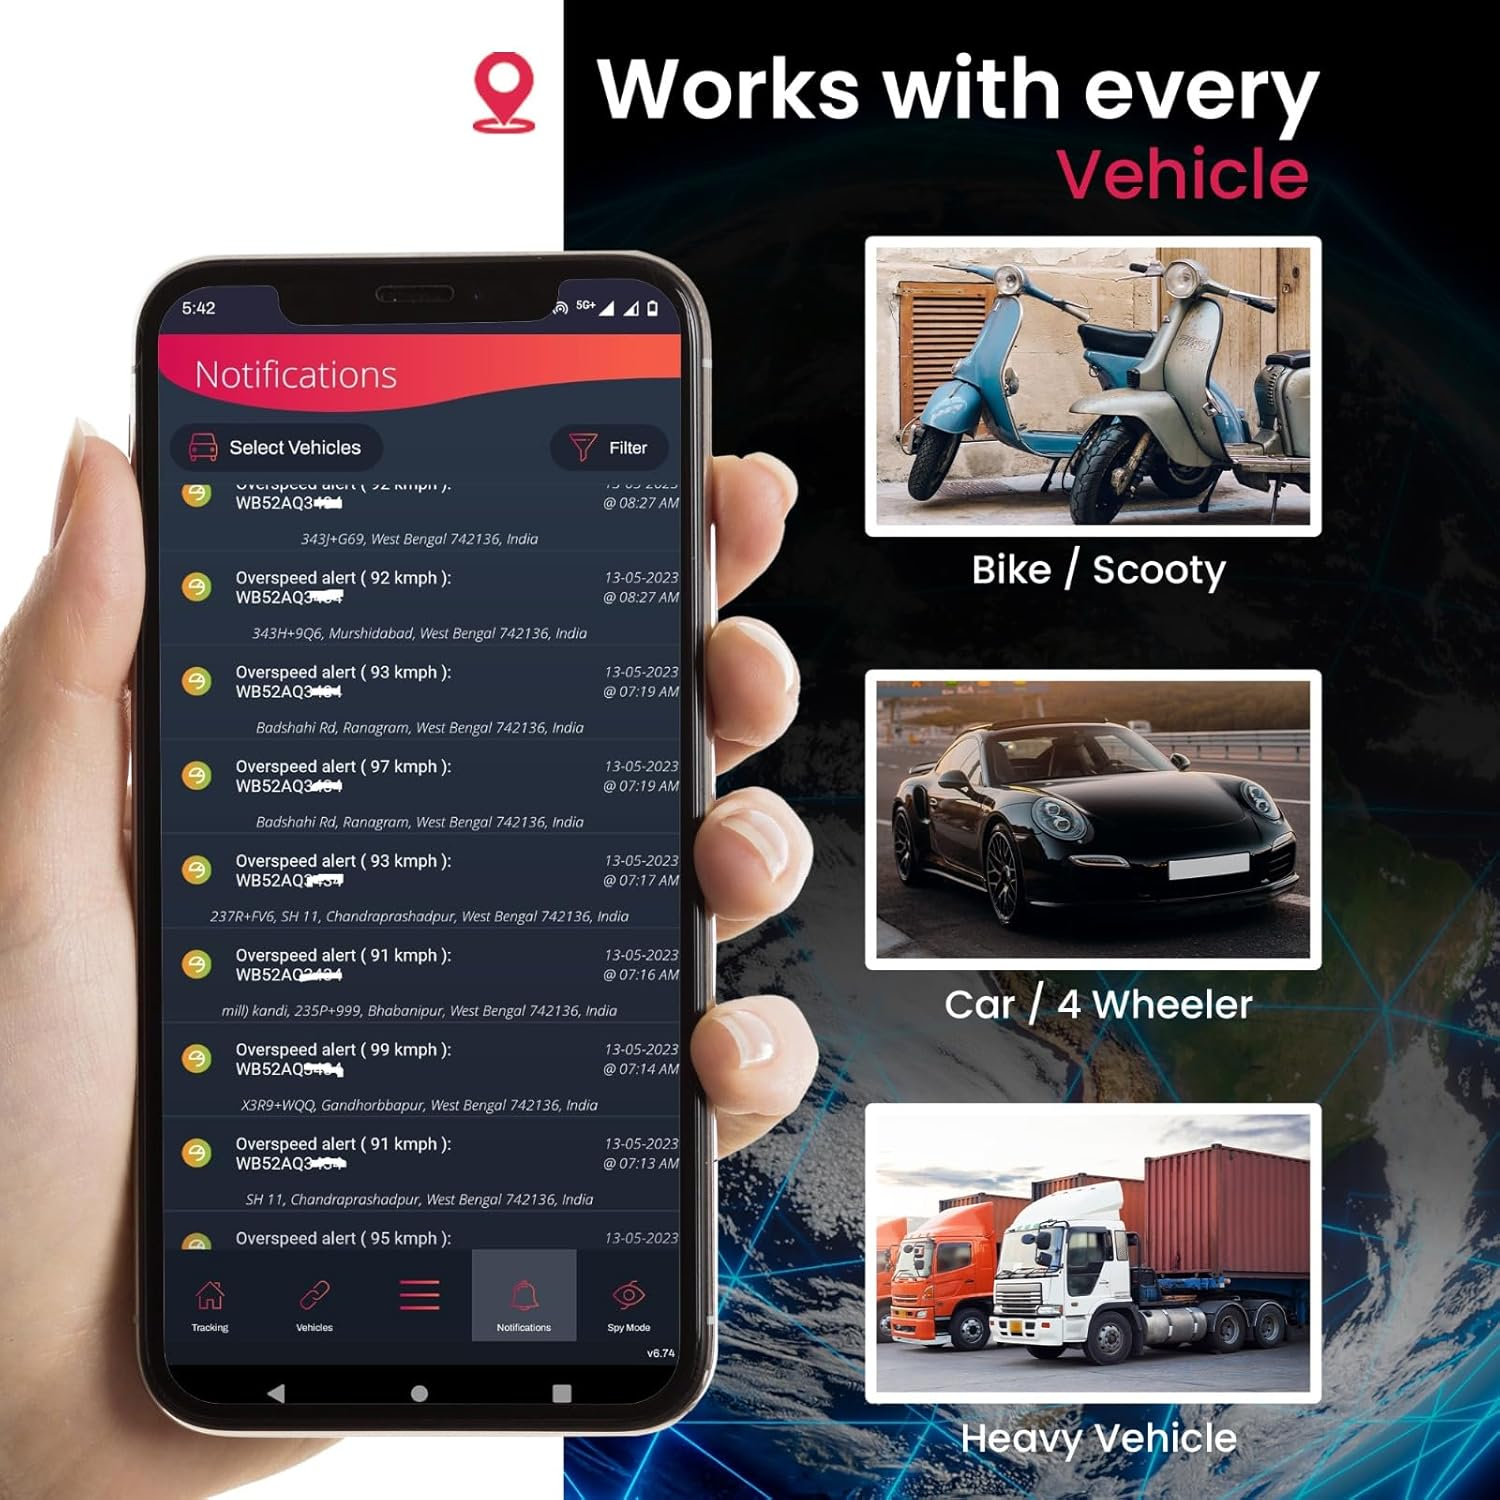 Works with every
Vehicle
5:42
5G+
Notifications
Select Vehicles
Filter
Overspeed alert ( 92 kmph ):
WB52AQ3
@ 08:27 AM
343J+G69, West Bengal 742136, India
Overspeed alert ( 92 kmph ):
13-05-2023
WB52AQ3
@ 08:27 AM
343H+9Q6, Murshidabad, West Bengal 742136, India
Overspeed alert ( 93 kmph ):
13-05-2023
WB52AQ3
@ 07:19 AM
Badshahi Rd, Ranagram, West Bengal 742136, India
Overspeed alert ( 97 kmph ):
13-05-2023
WB52AQ3
@ 07:19 AM
Badshahi Rd, Ranagram, West Bengal 742136, India
Overspeed alert ( 93 kmph ):
13-05-2023
WB52AQ
@ 07:17 AM
237R+FV6, SH 11, Chandraprashadpur, West Bengal 742136, India
Overspeed alert ( 91 kmph ):
13-05-2023
WB52AQ
@ 07:16 AM
mill) kandi, 235P+999, Bhabanipur, West Bengal 742136, India
Overspeed alert ( 99 kmph ):
13-05-2023
WB52AQ
@ 07:14 AM
X3R9+WQQ, Gandhorbbapur, West Bengal 742136, India
Overspeed alert ( 91 kmph ):
13-05-2023
WB52AQ3
@ 07:13 AM
SH 11, Chandraprashadpur, West Bengal 742136, India
Overspeed alert ( 95 kmph ):
13-05-2023
Tracking
Vehicles
Notifications
Spy Mode
v6.74
Bike / Scooty
Car / 4 Wheeler
Heavy Vehicle